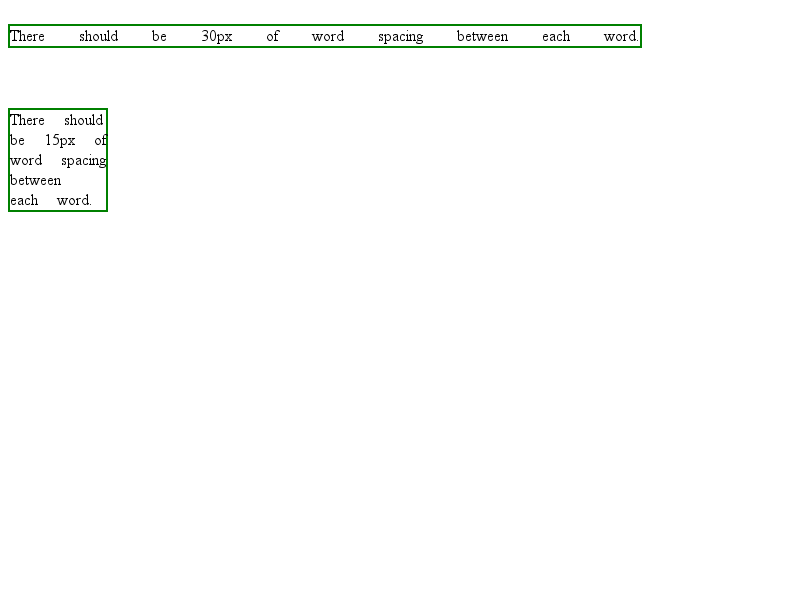 There should be 30px of word spacing between each word.
There should
be 15px of
word spacing
between
each word.